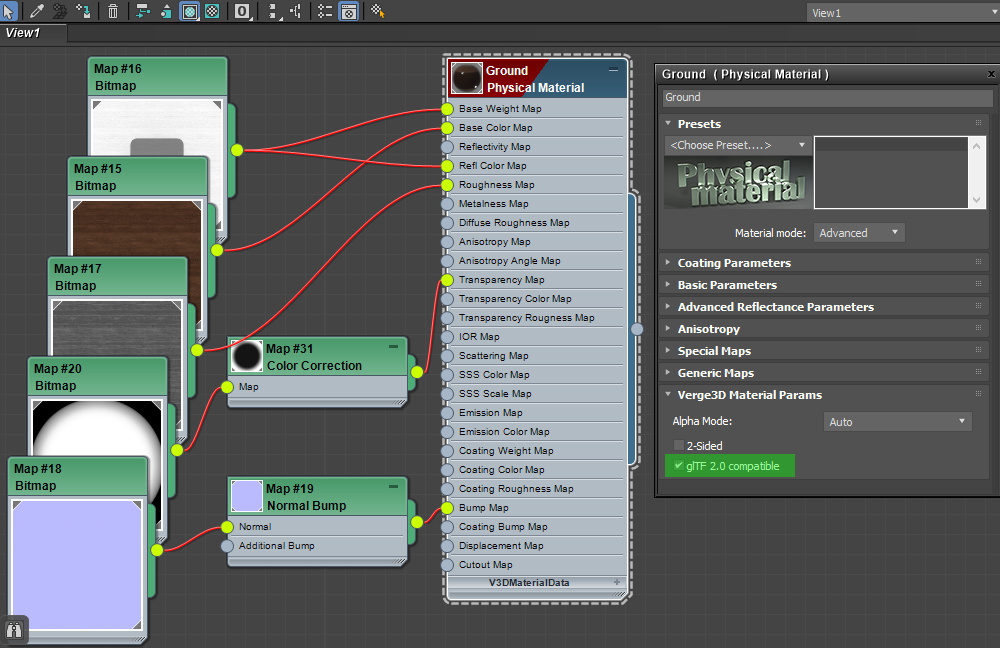 View1
View1
Map #16
Bitmap
Map #15
Bitmap
Map #17
Bitmap
Map #20
Bitmap
Map #18
Bitmap
Map #31
Color Correction
Map
Map #19
Normal Bump
Normal
Additional Bump
Ground
Physical Material
Base Weight Map
Base Color Map
Reflectivity Map
Refl Color Map
Roughness Map
Metalness Map
Diffuse Roughness Map
Anisotropy Map
Anisotropy Angle Map
Transparency Map
Transparency Color Map
Transparency Rougness Map
IOR Map
Scattering Map
SSS Color Map
SSS Scale Map
Emission Map
Emission Color Map
Coating Weight Map
Coating Color Map
Coating Roughness Map
Bump Map
Coating Bump Map
Displacement Map
Cutout Map
V3DMaterialData
Ground ( Physical Material )
Ground
Presets
<Choose Preset....>
Physical
material
Material mode: Advanced
Coating Parameters
Basic Parameters
Advanced Reflectance Parameters
Anisotropy
Special Maps
Generic Maps
Verge3D Material Params
Alpha Mode: Auto
2-Sided
glTF 2.0 compatible